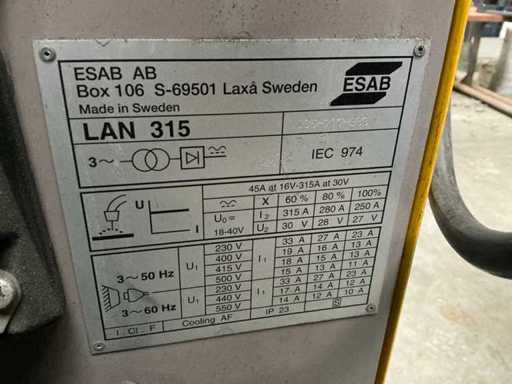 ESAB AB
Box 106 S-69501 Laxå Sweden
Made in Sweden
ESAB
LAN 315
3~
IEC 974
45A at 16V-315A at 30V
U
I
X 60% 80% 100%
U₀= 18-40V
I₂ 315 A 280 A 250 A
U₂ 30 V 28 V 27 V
3~ 50 Hz
U₁ I₁
230 V 33 A 27 A 23 A
400 V 19 A 16 A 13 A
415 V 18 A 15 A 13 A
500 V 15 A 13 A 11 A
3~ 60 Hz
U₁ I₁
230 V 33 A 27 A 23 A
440 V 17 A 14 A 12 A
550 V 14 A 12 A 10 A
I. Cl. F Cooling AF IP 23 S